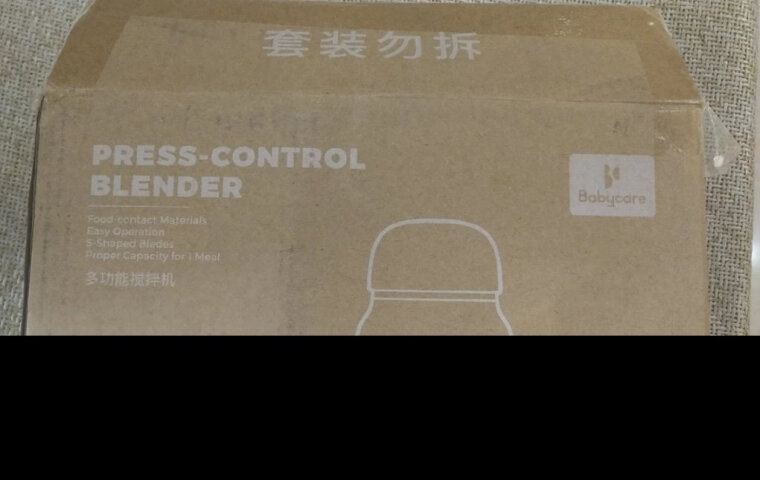 套装勿拆
PRESS-CONTROL
BLENDER
Babycare
Food-contact Materials
Easy Operation
S-Shaped Blades
Proper Capacity for 1 Meal
多功能搅拌机